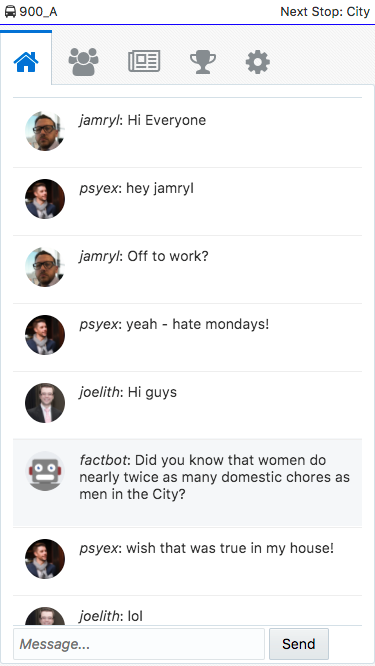 900_A Next Stop: City
jamryl: Hi Everyone
psyex: hey jamryl
jamryl: Off to work?
psyex: yeah - hate mondays!
joelith: Hi guys
factbot: Did you know that women do
nearly twice as many domestic chores as
men in the City?
psyex: wish that was true in my house!
joelith: lol
Message... Send